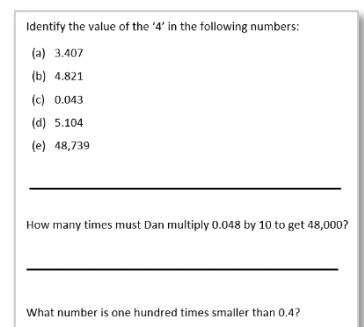 Identify the value of the ‘4’ in the following numbers:
(a) 3.407
(b) 4.821
(c) 0.043
(d) 5.104
(e) 48,739
How many times must Dan multiply 0.048 by 10 to get 48,000?
What number is one hundred times smaller than 0.4?